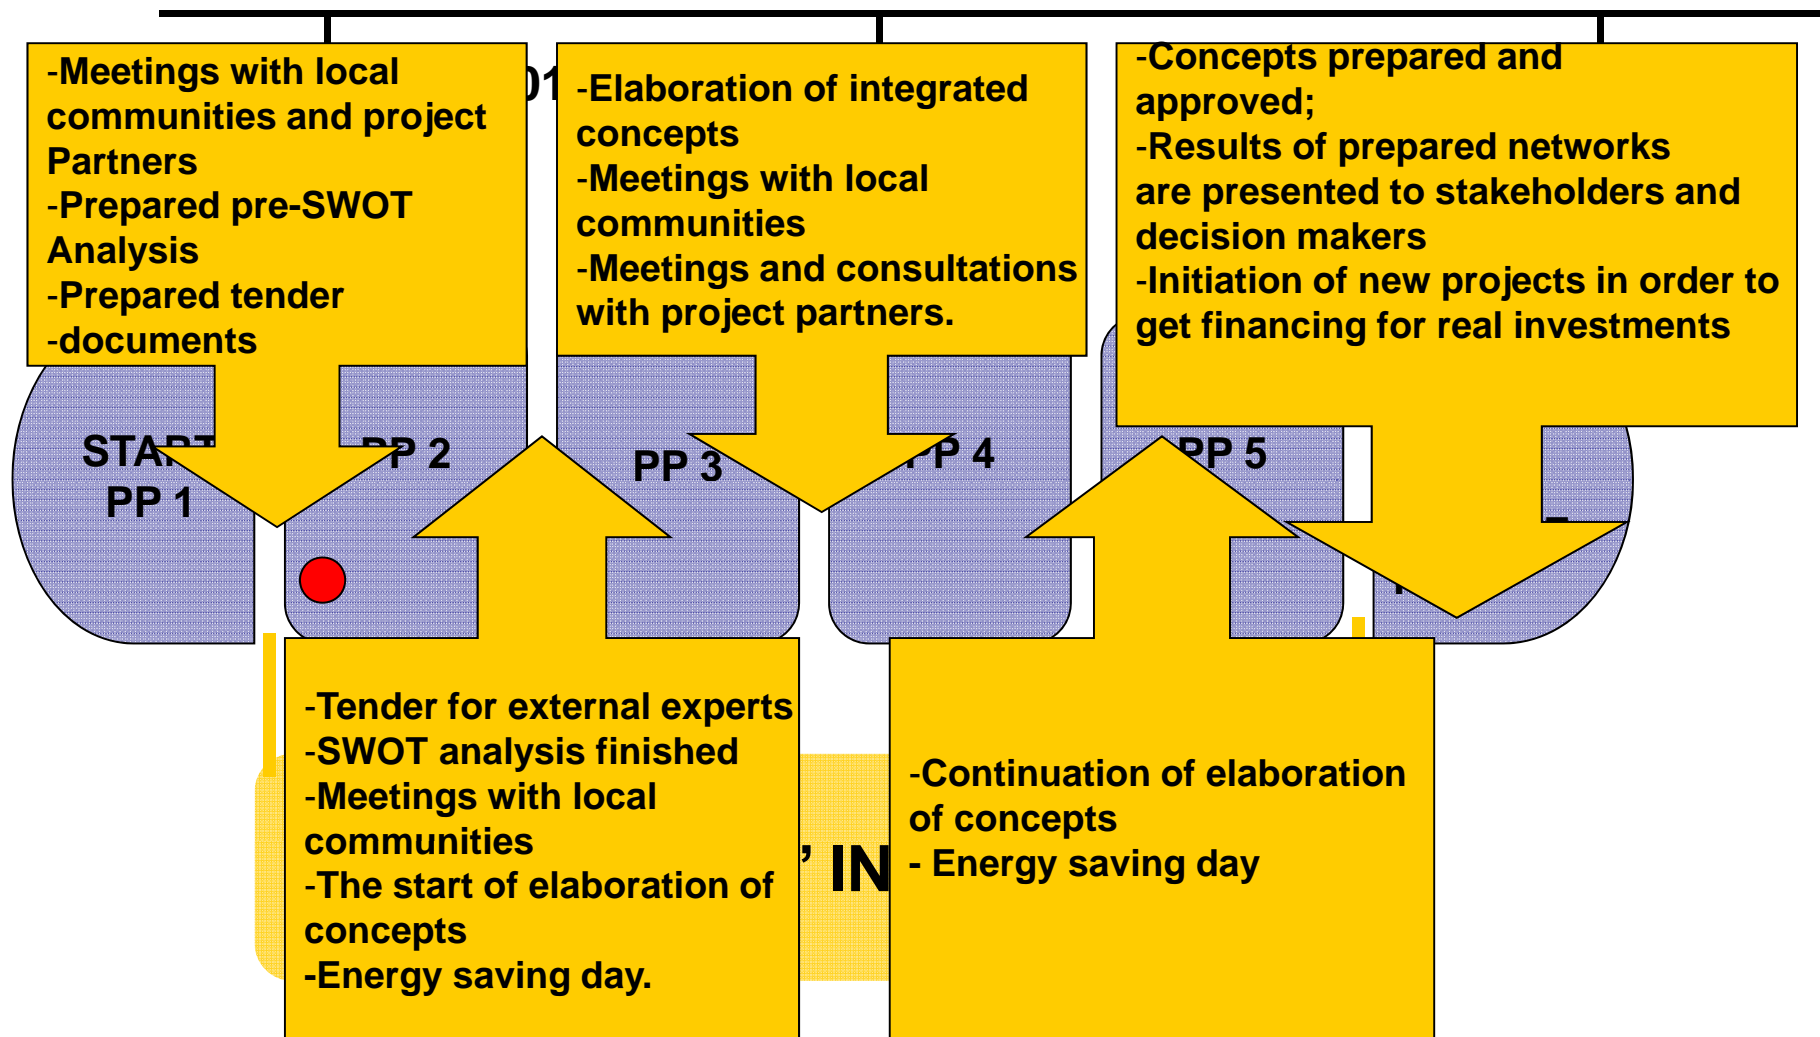 -Meetings with local
communities and project
Partners
-Prepared pre-SWOT
Analysis
-Prepared tender
-documents
01
-Elaboration of integrated
concepts
-Meetings with local
communities
-Meetings and consultations
with project partners.
-Concepts prepared and
approved;
-Results of prepared networks
are presented to stakeholders and
decision makers
-Initiation of new projects in order to
get financing for real investments
START
PP 1
PP 2
PP 3
PP 4
PP 5
-Tender for external experts
-SWOT analysis finished
-Meetings with local
communities
-The start of elaboration of
concepts
-Energy saving day.
’ IN
-Continuation of elaboration
of concepts
- Energy saving day